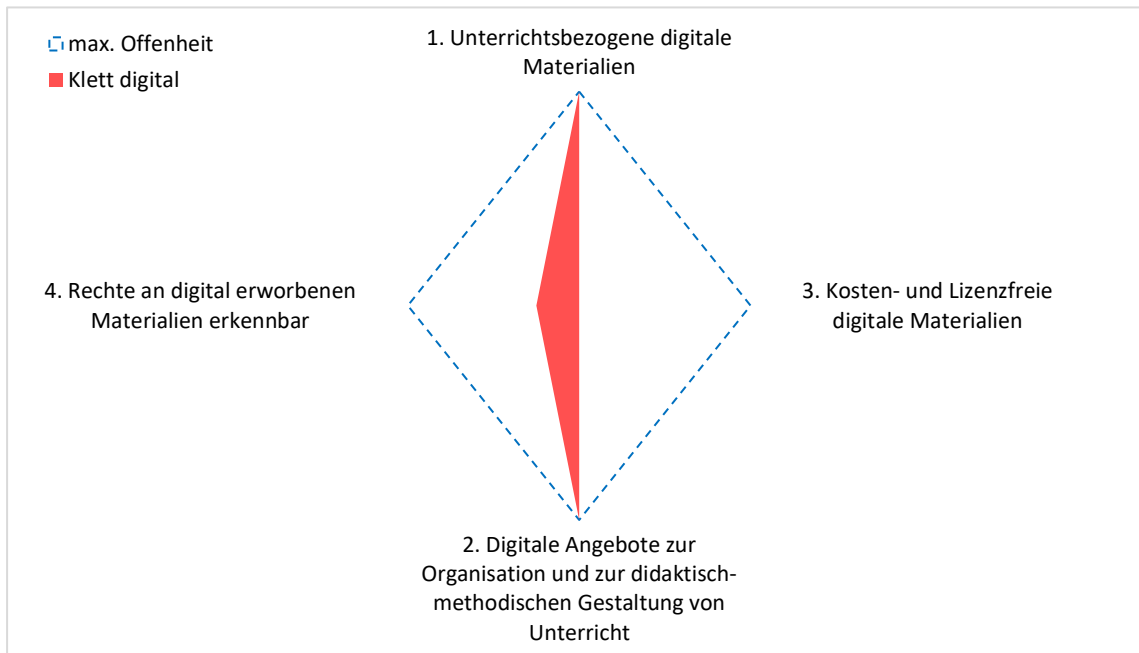 max. Offenheit
Klett digital
1. Unterrichtsbezogene digitale
Materialien
4. Rechte an digital erworbenen
Materialien erkennbar
3. Kosten- und Lizenzfreie
digitale Materialien
2. Digitale Angebote zur
Organisation und zur didaktisch-
methodischen Gestaltung von
Unterricht